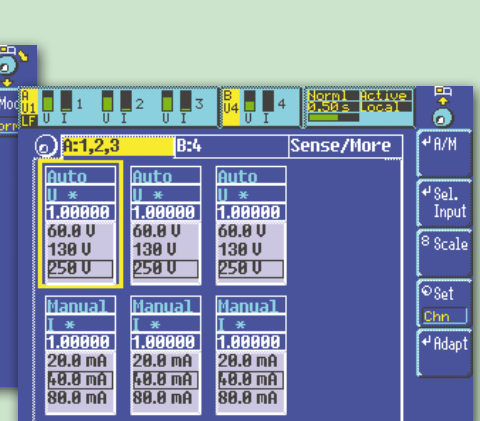 A
U1
LF
1
2
3
U I
U I
U I
B
U4
4
U I
Norml Active
0.50s Local
A:1,2,3
B:4
Sense/More
Auto
Auto
Auto
U *
U *
U *
1.00000
1.00000
1.00000
60.0 V
60.0 V
60.0 V
130 V
130 V
130 V
250 V
250 V
250 V
Manual
Manual
Manual
I *
I *
I *
1.00000
1.00000
1.00000
20.0 mA
20.0 mA
20.0 mA
40.0 mA
40.0 mA
40.0 mA
80.0 mA
80.0 mA
80.0 mA
A/M
Sel.
Input
8 Scale
Set
Chn
Adapt